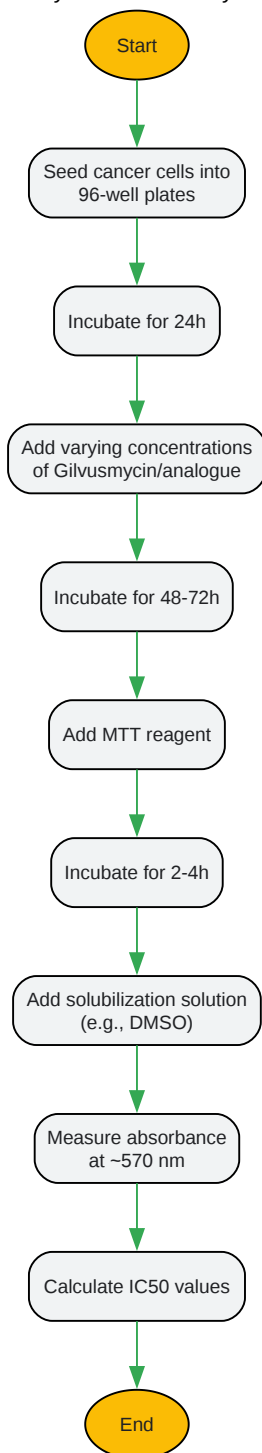 Start
Seed cancer cells into
96-well plates
Incubate for 24h
Add varying concentrations
of Gilvusmycin/analogue
Incubate for 48-72h
Add MTT reagent
Incubate for 2-4h
Add solubilization solution
(e.g., DMSO)
Measure absorbance
at ~570 nm
Calculate IC50 values
End